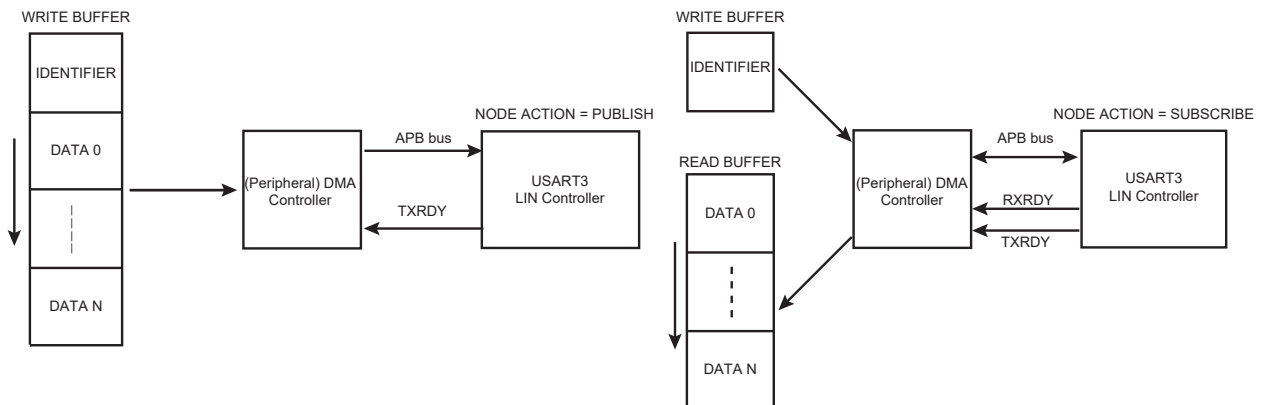 WRITE BUFFER
IDENTIFIER
DATA 0
DATA N
(Peripheral) DMA
Controller
APB bus
TXRDY
NODE ACTION = PUBLISH
USART3
LIN Controller
WRITE BUFFER
IDENTIFIER
READ BUFFER
DATA 0
DATA N
(Peripheral) DMA
Controller
APB bus
RXRDY
TXRDY
NODE ACTION = SUBSCRIBE
USART3
LIN Controller